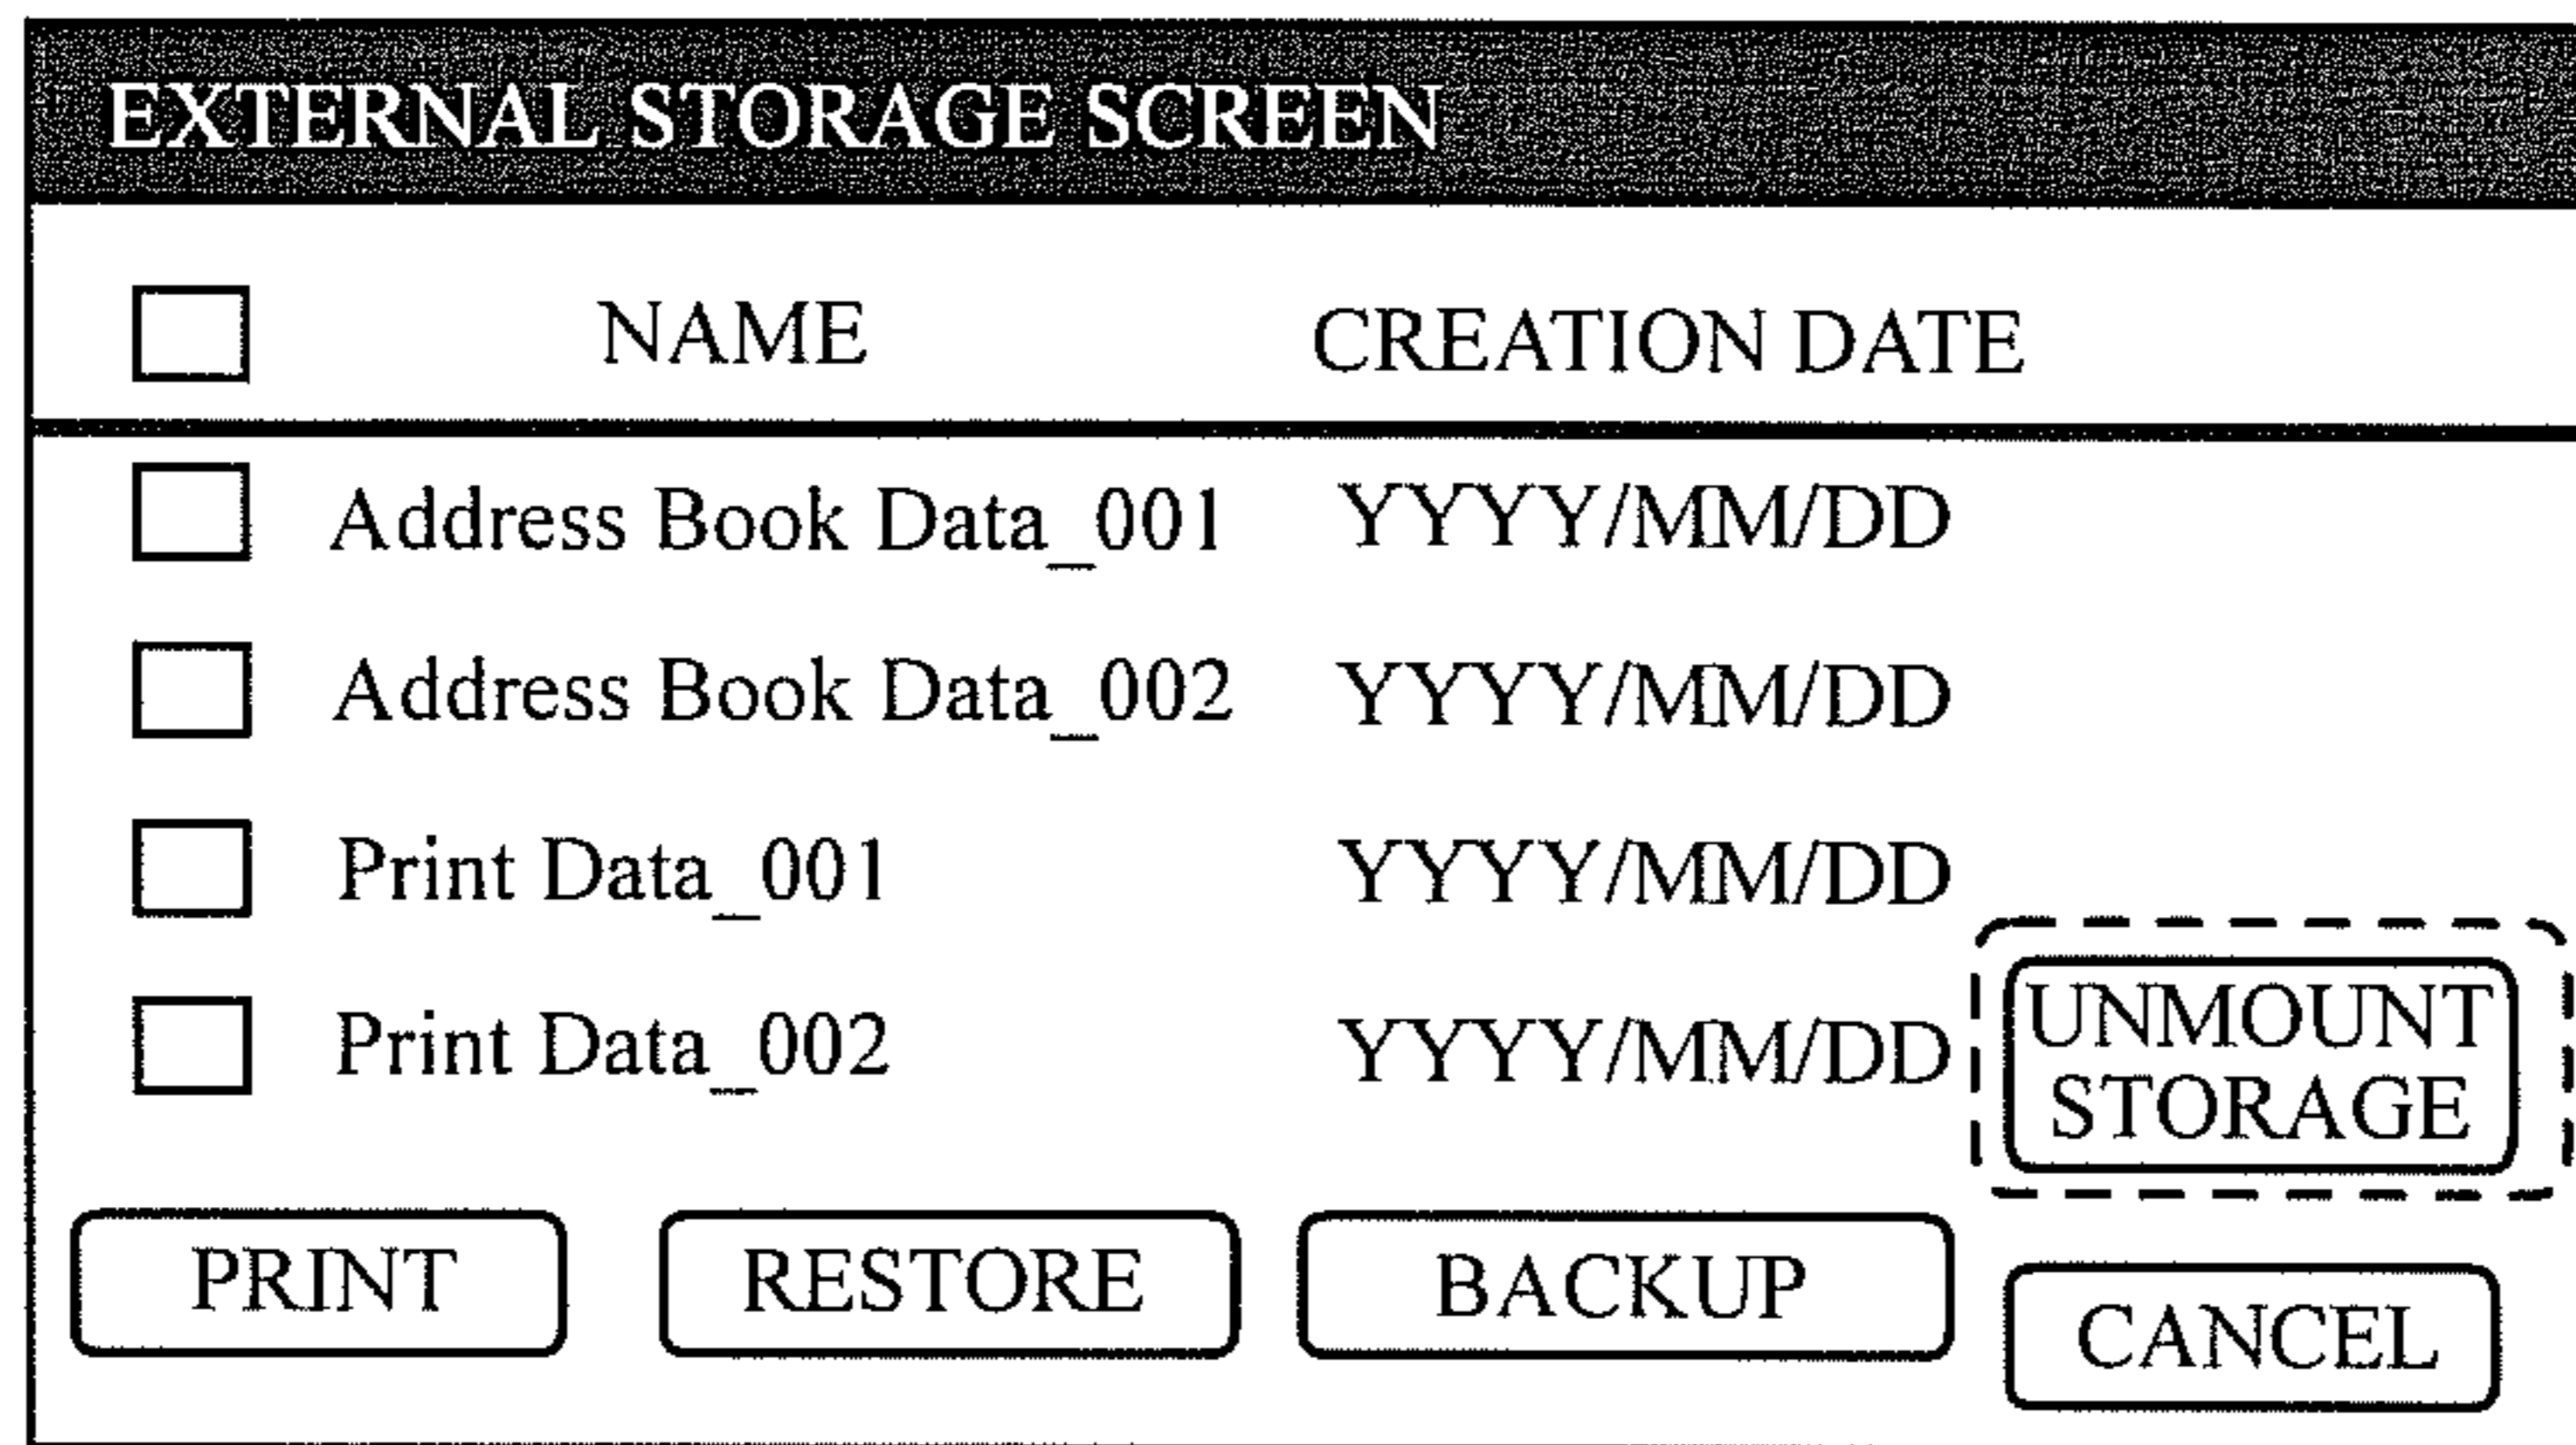 EXTERNAL STORAGE SCREEN
NAME CREATION DATE
Address Book Data_001 YYYY/MM/DD
Address Book Data_002 YYYY/MM/DD
Print Data_001 YYYY/MM/DD
Print Data_002 YYYY/MM/DD
UNMOUNT
STORAGE
PRINT RESTORE BACKUP CANCEL